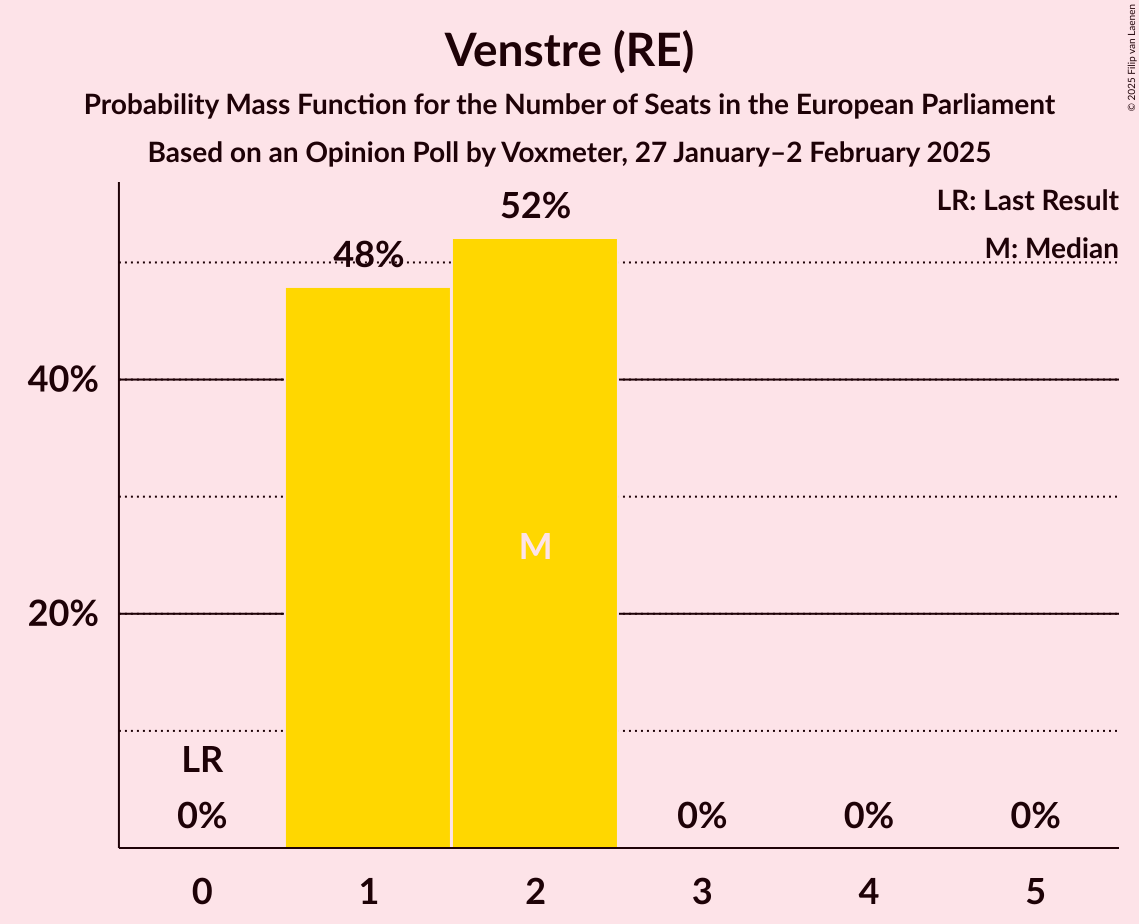 Venstre (RE)
Probability Mass Function for the Number of Seats in the European Parliament
Based on an Opinion Poll by Voxmeter, 27 January–2 February 2025
© 2025 Filip van Laenen
LR: Last Result
M: Median
52%
48%
40%
M
20%
LR
0%
0%
0%
0%
0
1
2
3
4
5